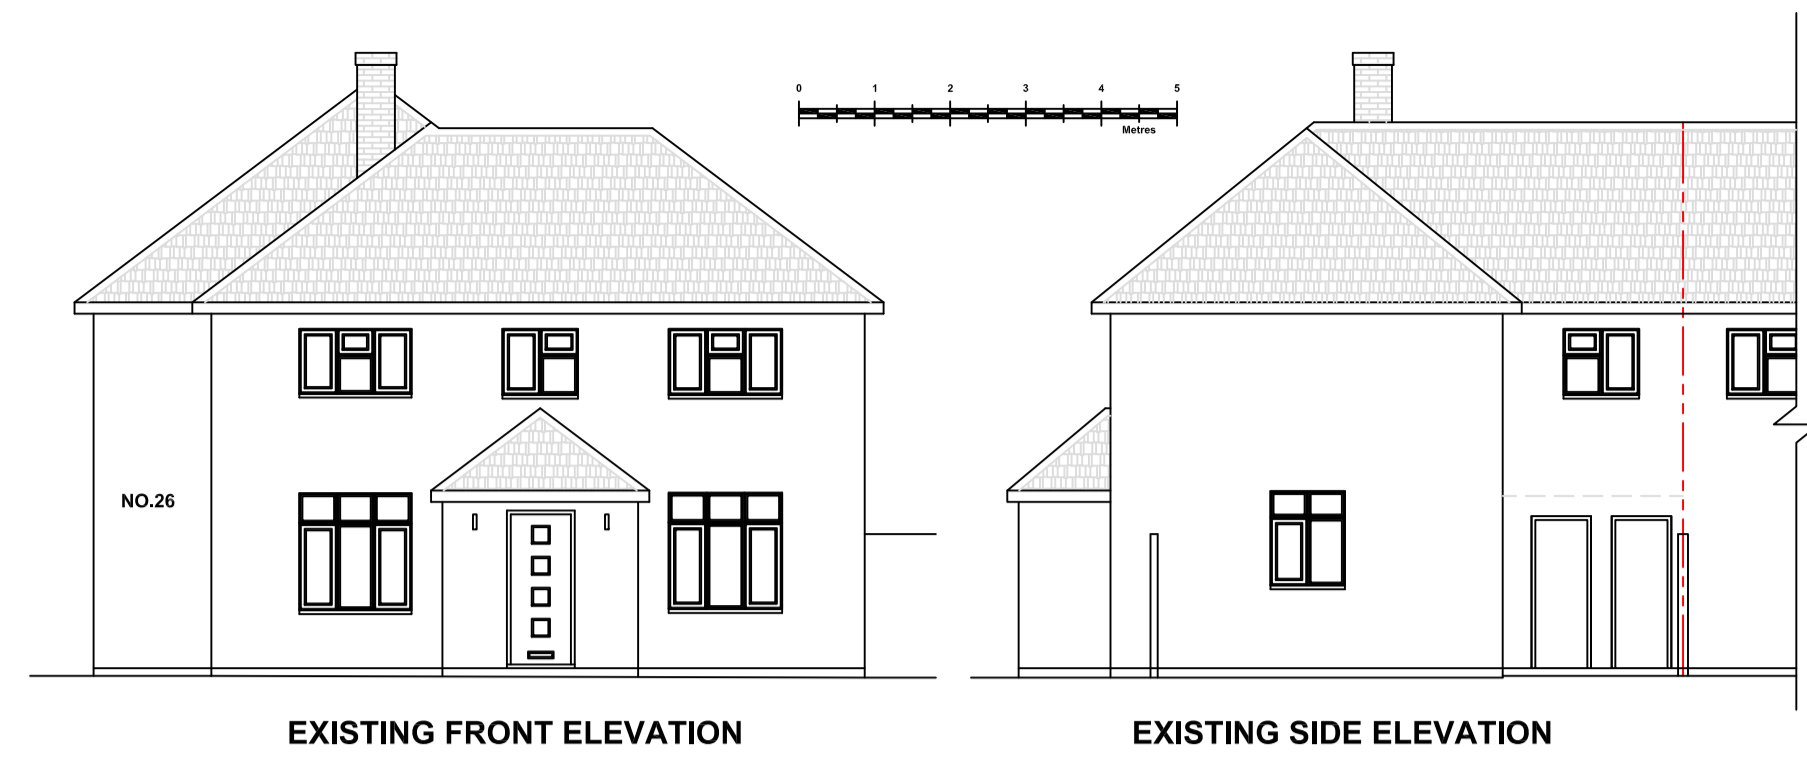 0 1 2 3 4 5
Metres
NO.26
EXISTING FRONT ELEVATION
EXISTING SIDE ELEVATION